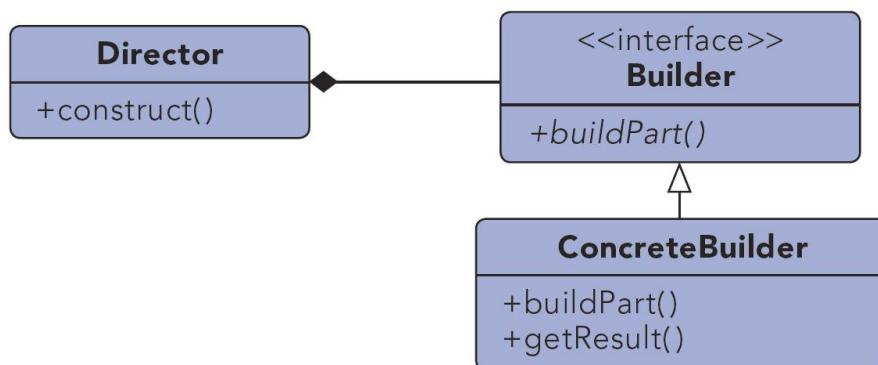 Director
+construct()
<<interface>>
Builder
+buildPart()
ConcreteBuilder
+buildPart()
+getResult()